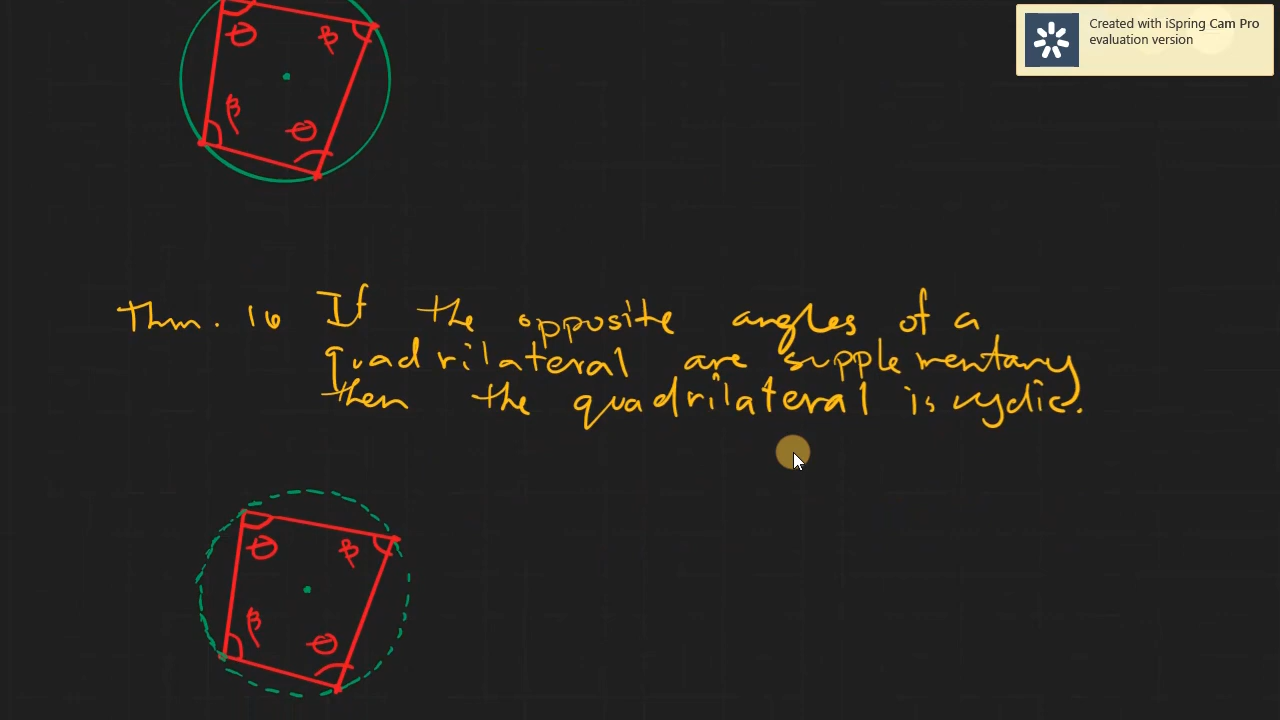 Created with iSpring Cam Pro
evaluation version
θ β
β θ
Thm. 16 If the opposite angles of a
quadrilateral are supplementary
then the quadrilateral is cyclic.
θ β
β θ